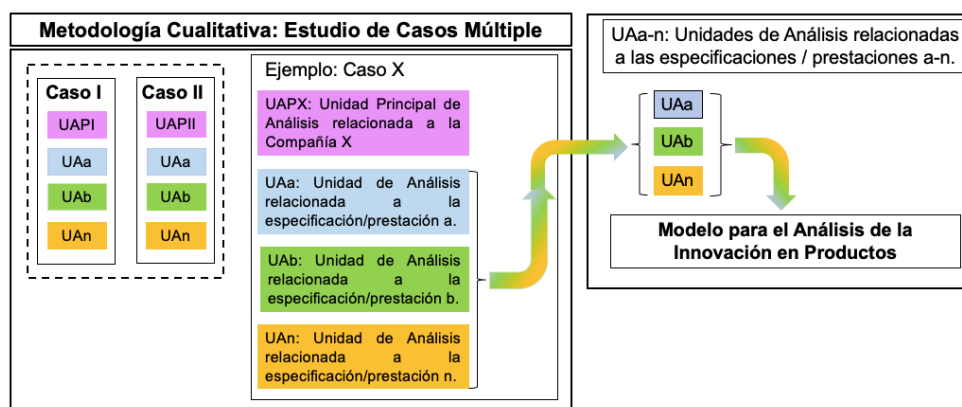 Metodología Cualitativa: Estudio de Casos Múltiple
Caso I
UAPI
UAa
UAb
UAn
Caso II
UAPII
UAa
UAb
UAn
Ejemplo: Caso X
UAPX: Unidad Principal de
Análisis relacionada a la
Compañía X
UAa: Unidad de Análisis
relacionada a la
especificación/prestación a.
UAb: Unidad de Análisis
relacionada a la
especificación/prestación b.
UAn: Unidad de Análisis
relacionada a la
especificación/prestación n.
UAa-n: Unidades de Análisis relacionadas
a las especificaciones / prestaciones a-n.
UAa
UAb
UAn
Modelo para el Análisis de la
Innovación en Productos